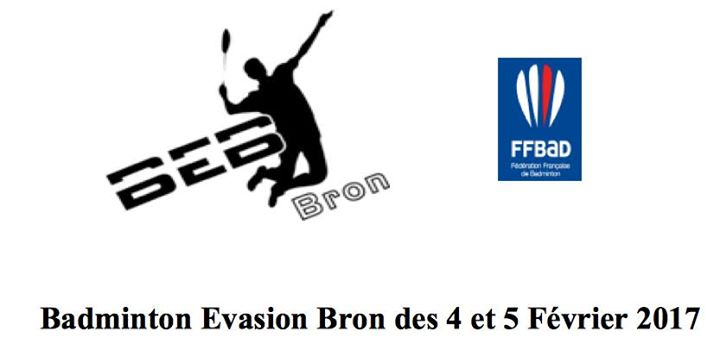 BEB
Bron
FFBaD
Fédération Française
de Badminton
Badminton Evasion Bron des 4 et 5 Février 2017